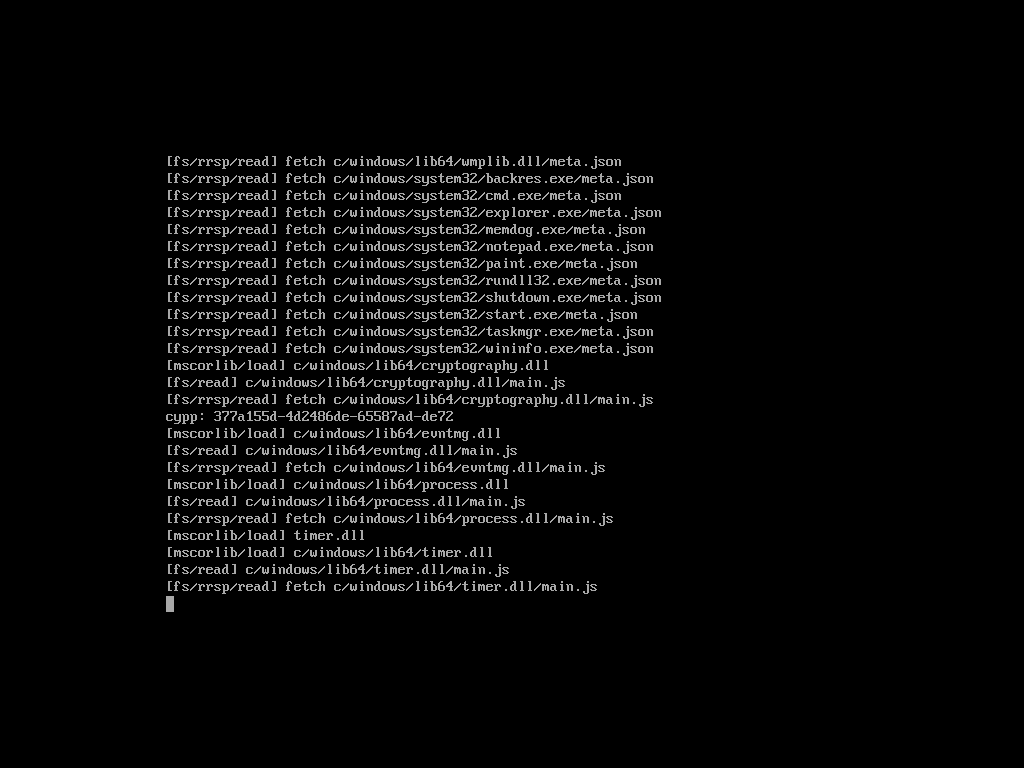 [fs/rrsp/read] fetch c/windows/lib64/wmplib.dll/meta.json
[fs/rrsp/read] fetch c/windows/system32/backres.exe/meta.json
[fs/rrsp/read] fetch c/windows/system32/cmd.exe/meta.json
[fs/rrsp/read] fetch c/windows/system32/explorer.exe/meta.json
[fs/rrsp/read] fetch c/windows/system32/memdog.exe/meta.json
[fs/rrsp/read] fetch c/windows/system32/notepad.exe/meta.json
[fs/rrsp/read] fetch c/windows/system32/paint.exe/meta.json
[fs/rrsp/read] fetch c/windows/system32/rundll32.exe/meta.json
[fs/rrsp/read] fetch c/windows/system32/shutdown.exe/meta.json
[fs/rrsp/read] fetch c/windows/system32/start.exe/meta.json
[fs/rrsp/read] fetch c/windows/system32/taskmgr.exe/meta.json
[fs/rrsp/read] fetch c/windows/system32/wininfo.exe/meta.json
[mscorlib/load] c/windows/lib64/cryptography.dll
[fs/read] c/windows/lib64/cryptography.dll/main.js
[fs/rrsp/read] fetch c/windows/lib64/cryptography.dll/main.js
cypp: 377a155d-4d2486de-65587ad-de72
[mscorlib/load] c/windows/lib64/evntmg.dll
[fs/read] c/windows/lib64/evntmg.dll/main.js
[fs/rrsp/read] fetch c/windows/lib64/evntmg.dll/main.js
[mscorlib/load] c/windows/lib64/process.dll
[fs/read] c/windows/lib64/process.dll/main.js
[fs/rrsp/read] fetch c/windows/lib64/process.dll/main.js
[mscorlib/load] timer.dll
[mscorlib/load] c/windows/lib64/timer.dll
[fs/read] c/windows/lib64/timer.dll/main.js
[fs/rrsp/read] fetch c/windows/lib64/timer.dll/main.js